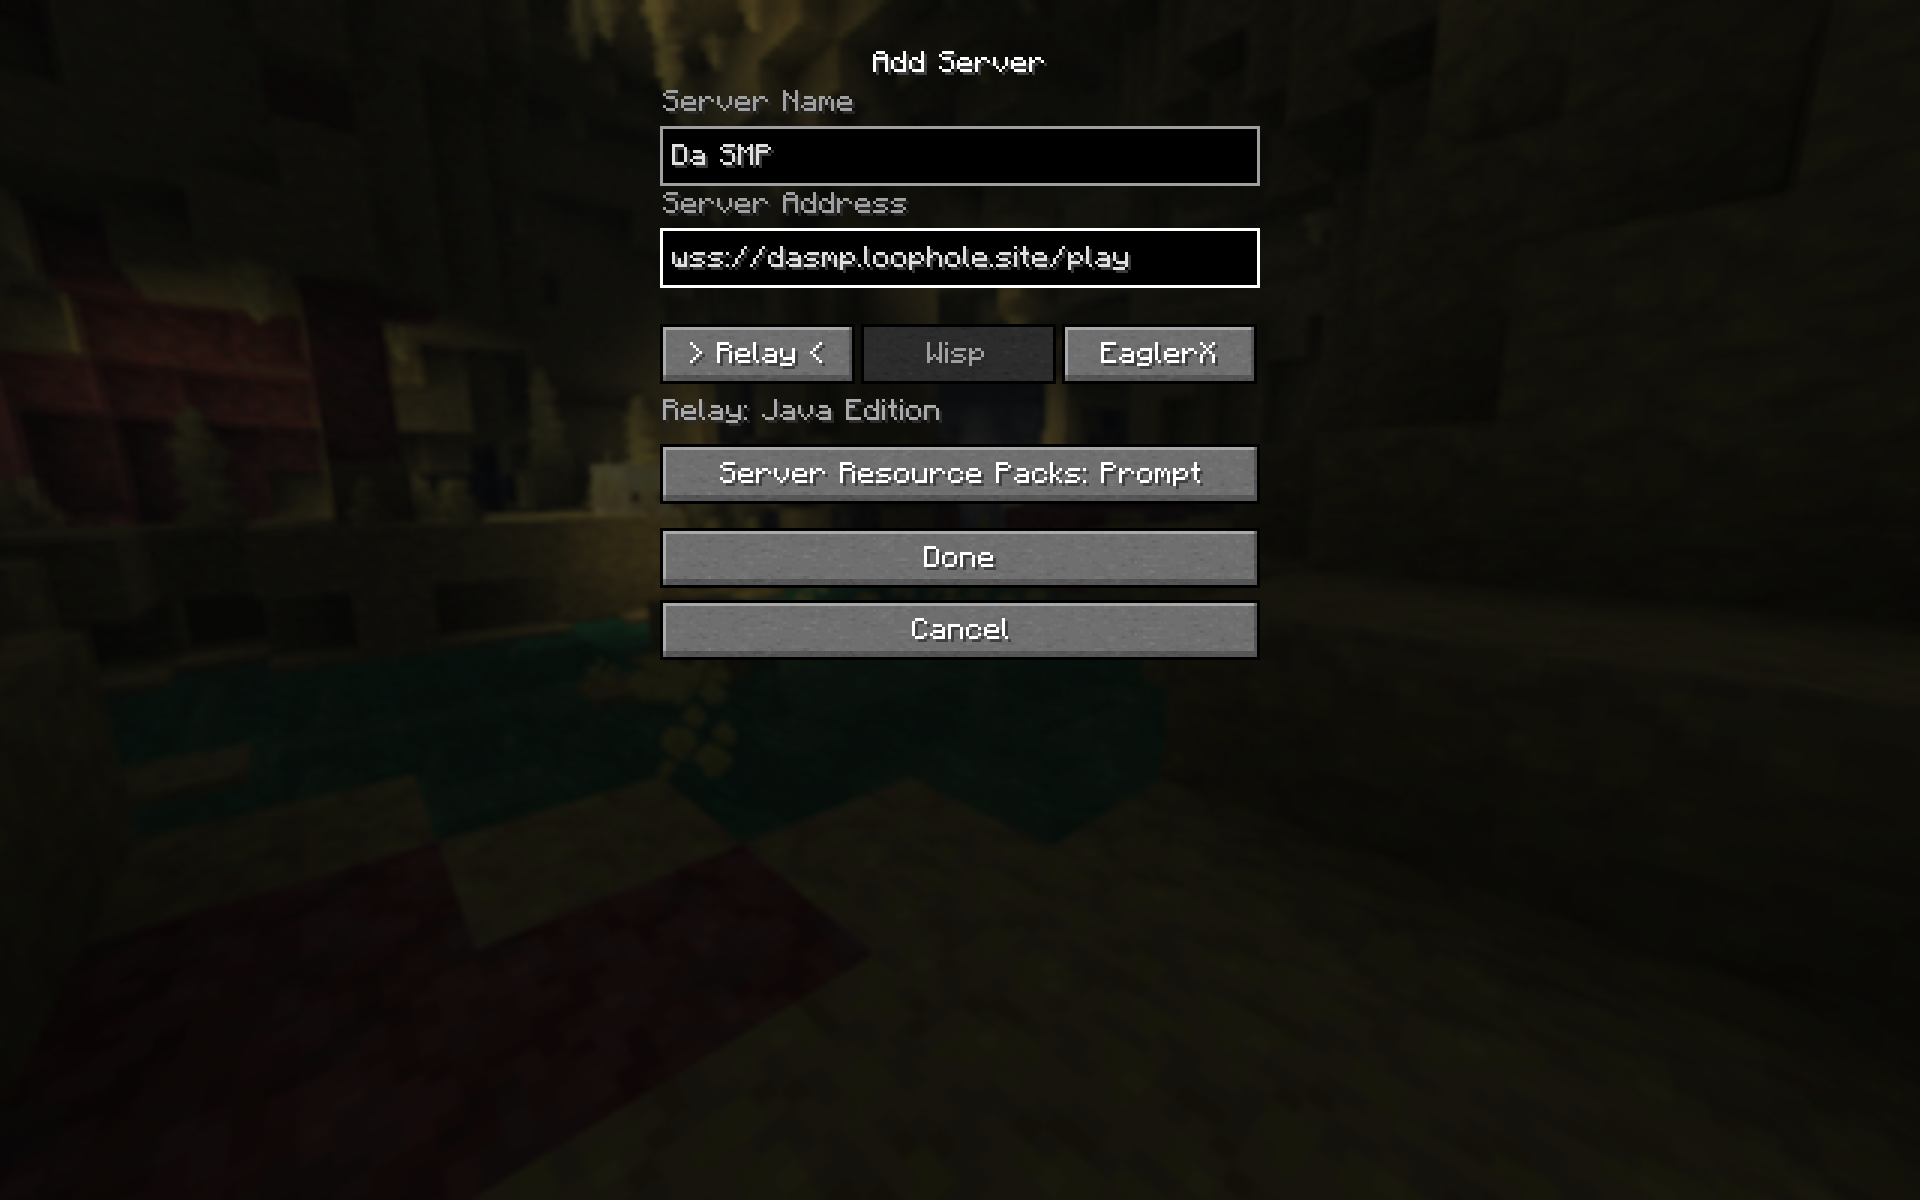 Add Server
Server Name
Da SMP
Server Address
wss://dasmp.loophole.site/play
> Relay <
Wisp
EaglerX
Relay: Java Edition
Server Resource Packs: Prompt
Done
Cancel